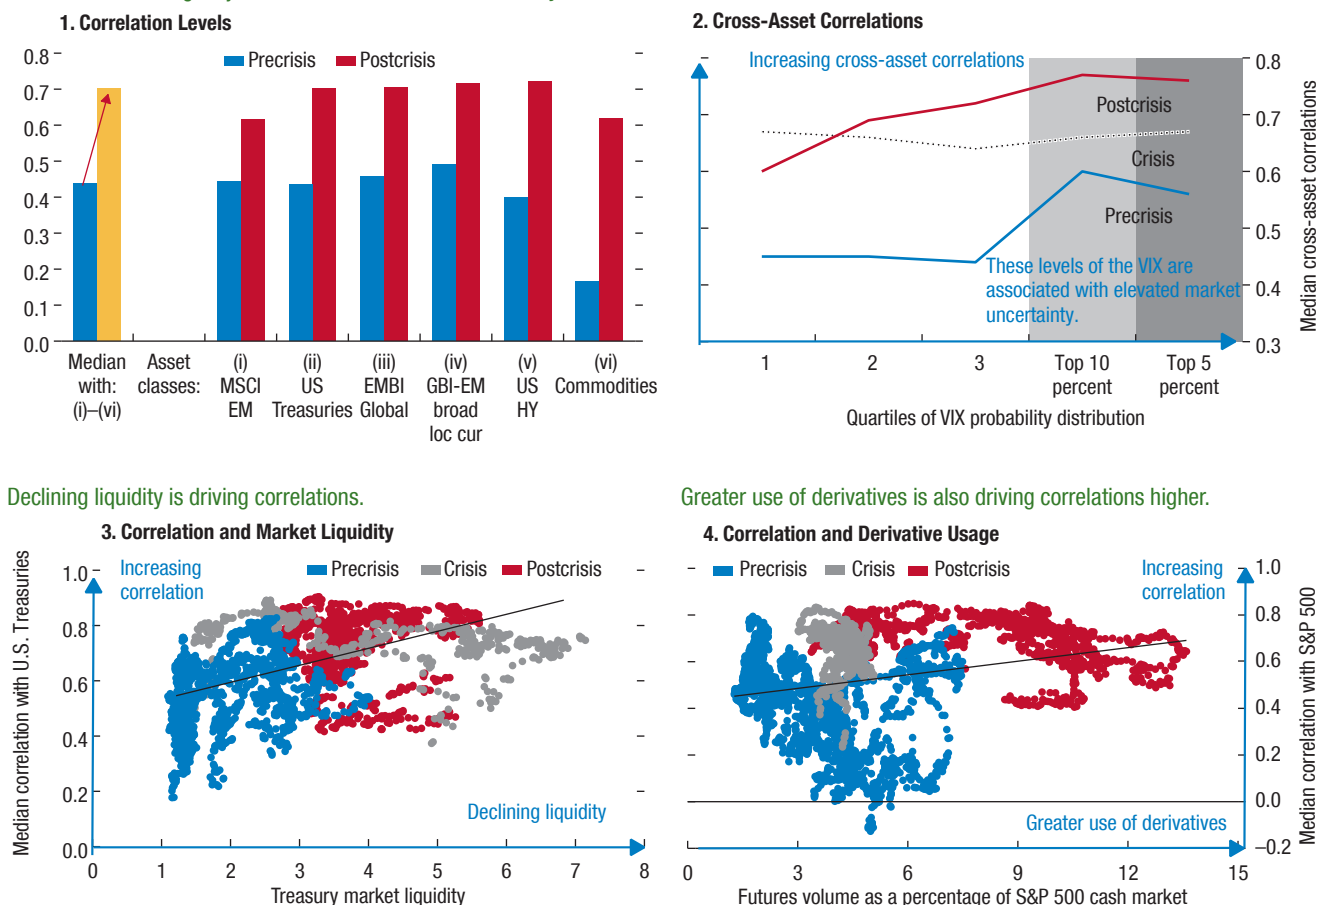 1. Correlation Levels
Precrisis
Postcrisis
0.8
0.7
0.6
0.5
0.4
0.3
0.2
0.1
0.0
Median
with:
(i)–(vi)
Asset
classes:
(i)
MSCI
EM
(ii)
US
Treasuries
(iii)
EMBI
Global
(iv)
GBI-EM
broad
loc cur
(v)
US
HY
(vi)
Commodities
2. Cross-Asset Correlations
Increasing cross-asset correlations
Postcrisis
Crisis
Precrisis
These levels of the VIX are
associated with elevated market
uncertainty.
0.8
0.7
0.6
0.5
0.4
0.3
Median cross-asset correlations
1
2
3
Top 10
percent
Top 5
percent
Quartiles of VIX probability distribution
Declining liquidity is driving correlations.
3. Correlation and Market Liquidity
Median correlation with U.S. Treasuries
1.0
0.8
0.6
0.4
0.2
0.0
Increasing
correlation
Precrisis
Crisis
Postcrisis
Declining liquidity
0
1
2
3
4
5
6
7
8
Treasury market liquidity
Greater use of derivatives is also driving correlations higher.
4. Correlation and Derivative Usage
Precrisis
Crisis
Postcrisis
Increasing
correlation
1.0
0.8
0.6
0.4
0.2
0.0
–0.2
Median correlation with S&P 500
Greater use of derivatives
0
3
6
9
12
15
Futures volume as a percentage of S&P 500 cash market